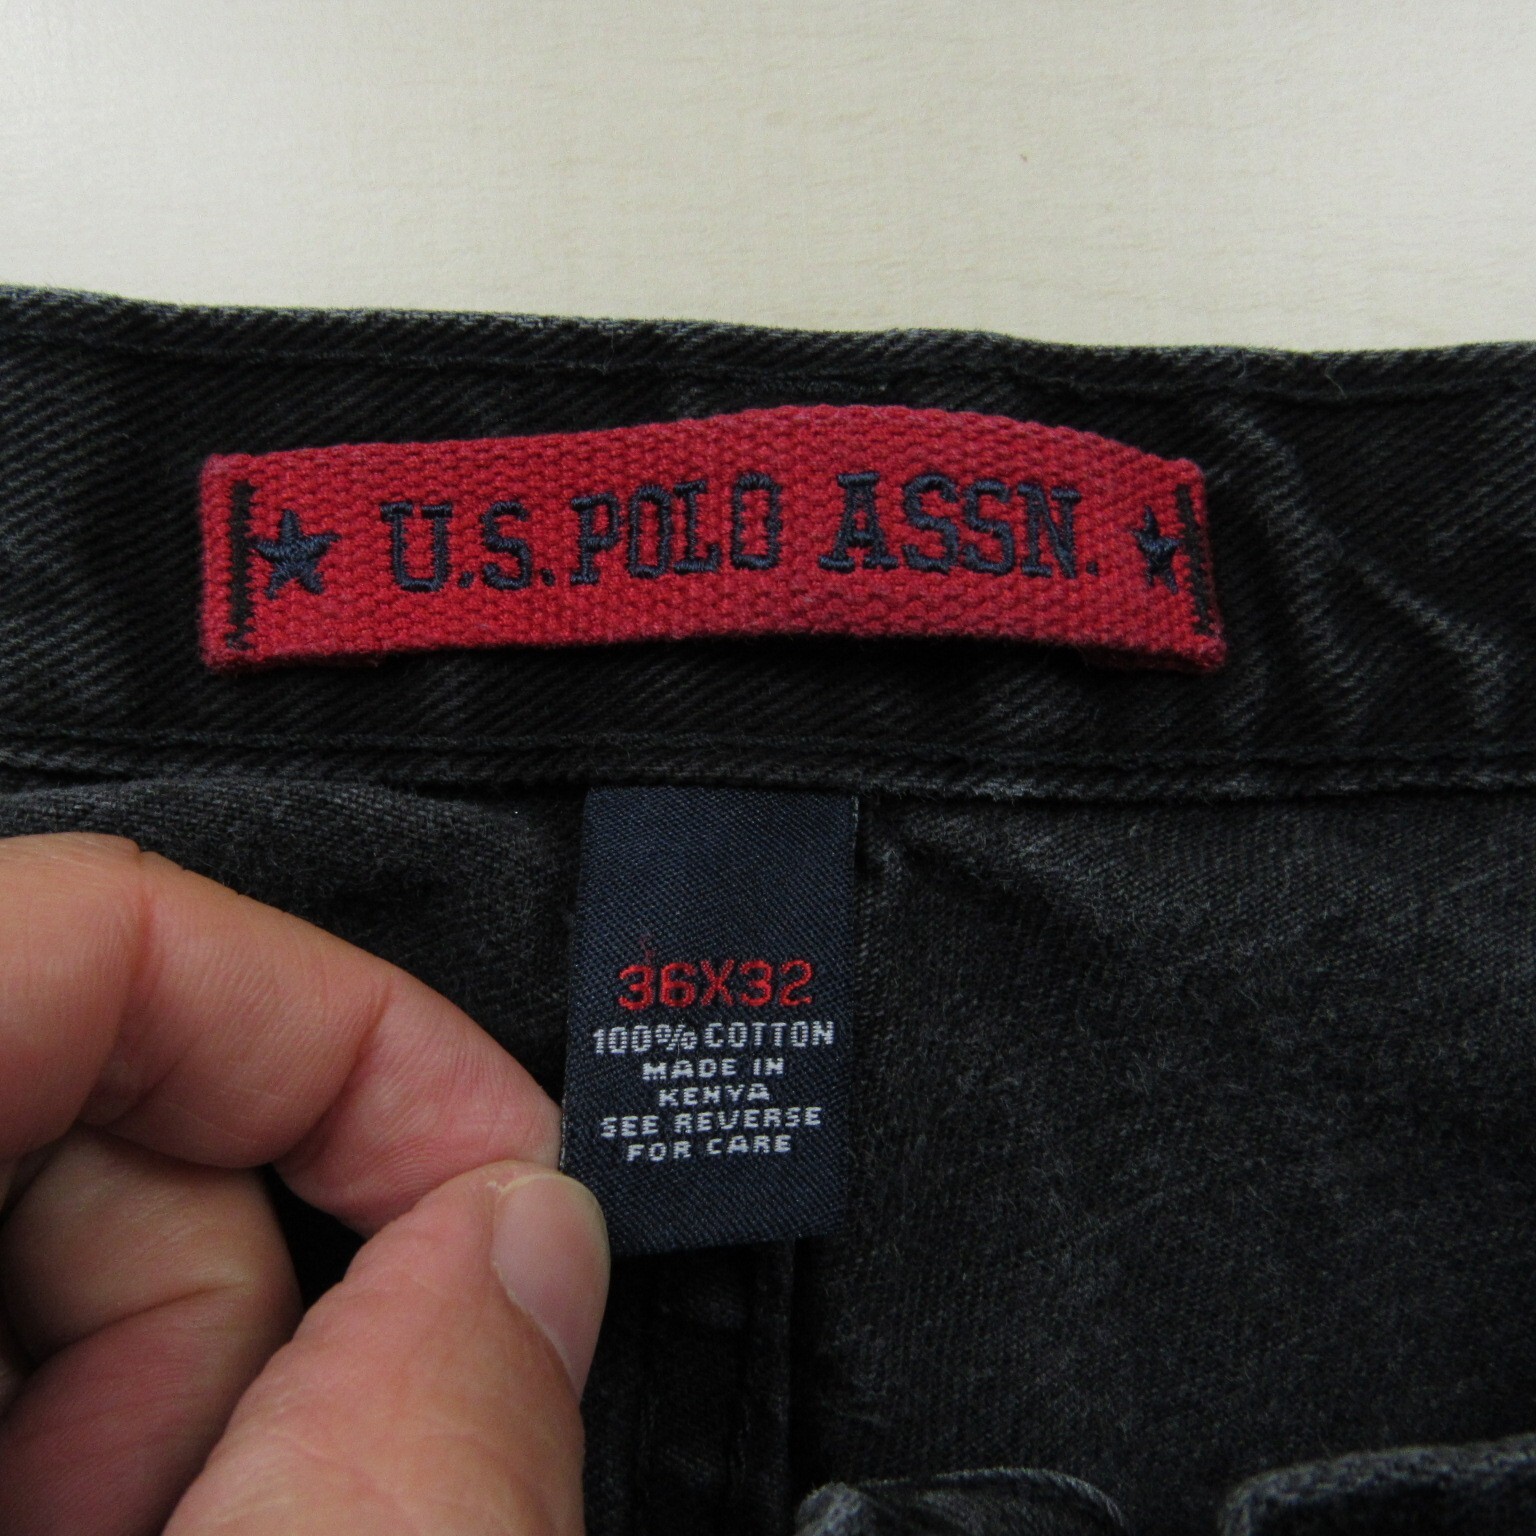 U.S. POLO ASSN.
36X32
100% COTTON
MADE IN
KENYA
SEE REVERSE
FOR CARE